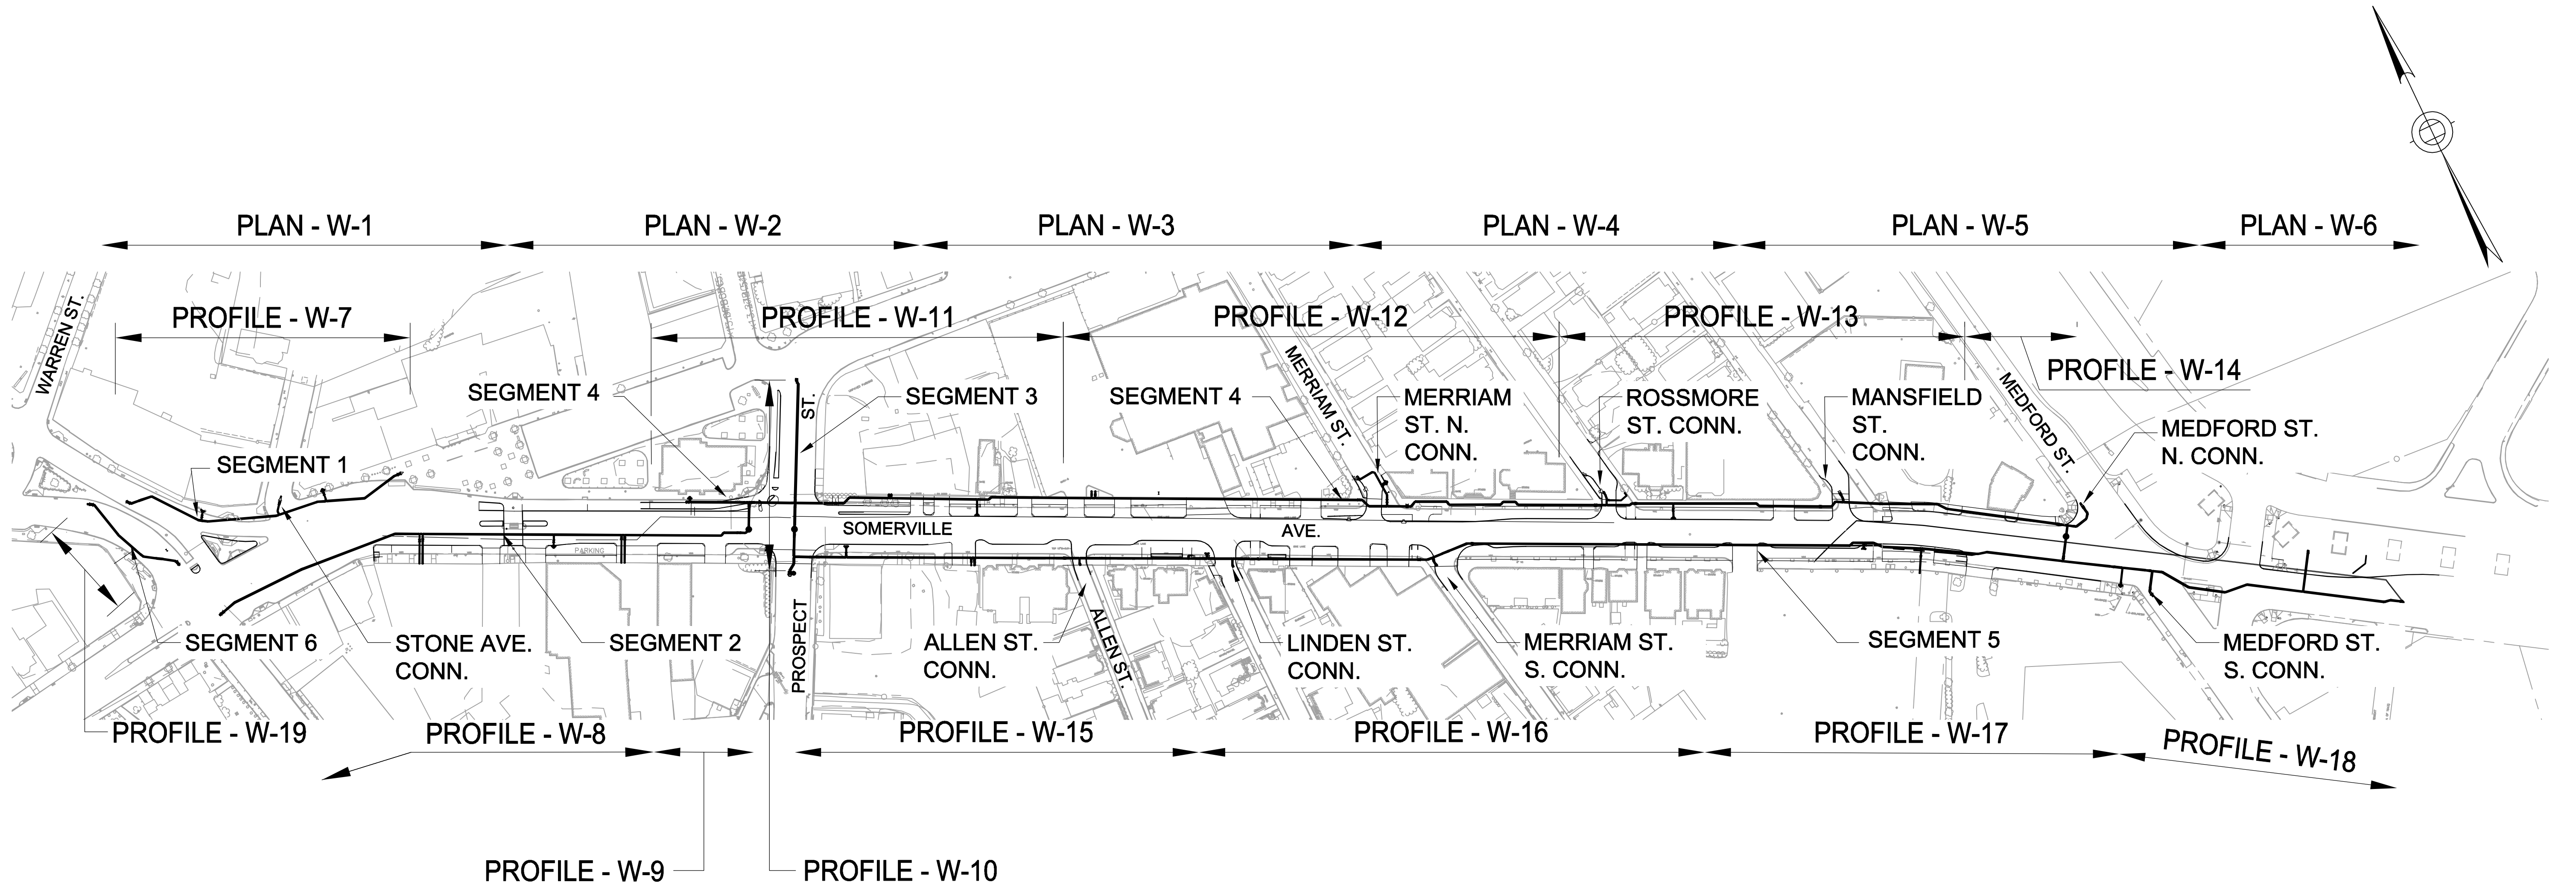 PLAN - W-1
PLAN - W-2
PLAN - W-3
PLAN - W-4
PLAN - W-5
PLAN - W-6
WARREN ST.
PROFILE - W-7
PROFILE - W-11
PROFILE - W-12
PROFILE - W-13
PROFILE - W-14
SEGMENT 4
ST.
SEGMENT 3
SEGMENT 4
MERRIAM ST.
MERRIAM
ST. N.
CONN.
ROSSMORE
ST. CONN.
MANSFIELD
ST.
CONN.
MEDFORD ST.
MEDFORD ST.
N. CONN.
SEGMENT 1
SOMERVILLE
AVE.
PARKING
SEGMENT 6
STONE AVE.
CONN.
SEGMENT 2
PROSPECT
ALLEN ST.
CONN.
ALLEN ST.
LINDEN ST.
CONN.
MERRIAM ST.
S. CONN.
SEGMENT 5
MEDFORD ST.
S. CONN.
PROFILE - W-19
PROFILE - W-8
PROFILE - W-15
PROFILE - W-16
PROFILE - W-17
PROFILE - W-18
PROFILE - W-9
PROFILE - W-10